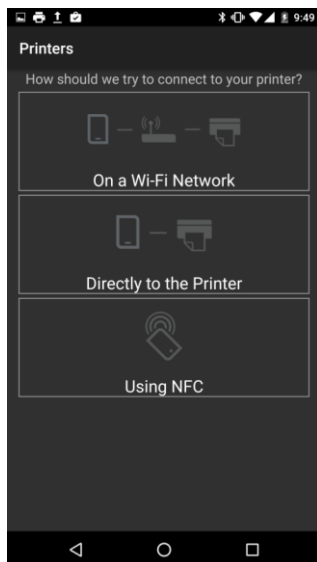 9:49
Printers
How should we try to connect to your printer?
On a Wi-Fi Network
Directly to the Printer
Using NFC